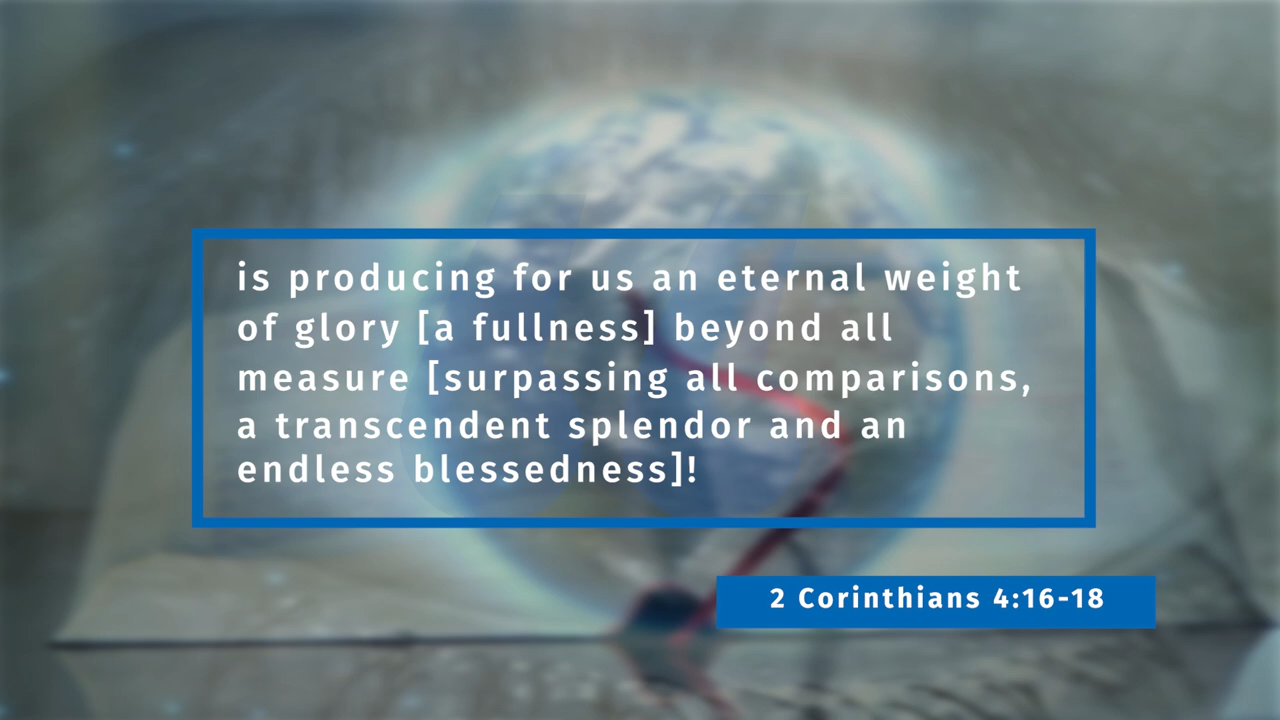 is producing for us an eternal weight
of glory [a fullness] beyond all
measure [surpassing all comparisons,
a transcendent splendor and an
endless blessedness]!
2 Corinthians 4:16-18